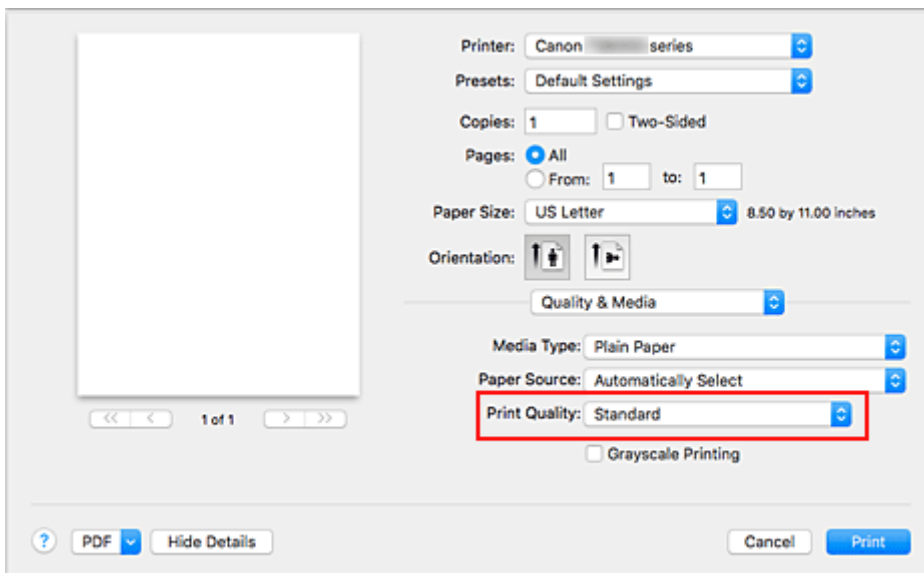 Printer: Canon series
Presets: Default Settings
Copies: 1 Two-Sided
Pages: All
From: 1 to: 1
Paper Size: US Letter 8.50 by 11.00 inches
Orientation:
Quality & Media
Media Type: Plain Paper
Paper Source: Automatically Select
Print Quality: Standard
Grayscale Printing
<< < 1 of 1 > >>
? PDF Hide Details Cancel Print